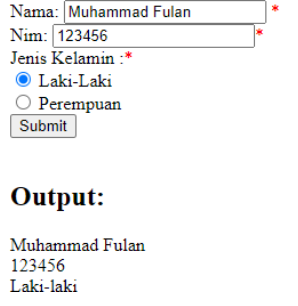 Nama: Muhammad Fulan *
Nim: 123456 *
Jenis Kelamin :*
Laki-Laki
Perempuan
Submit
Output:
Muhammad Fulan
123456
Laki-laki